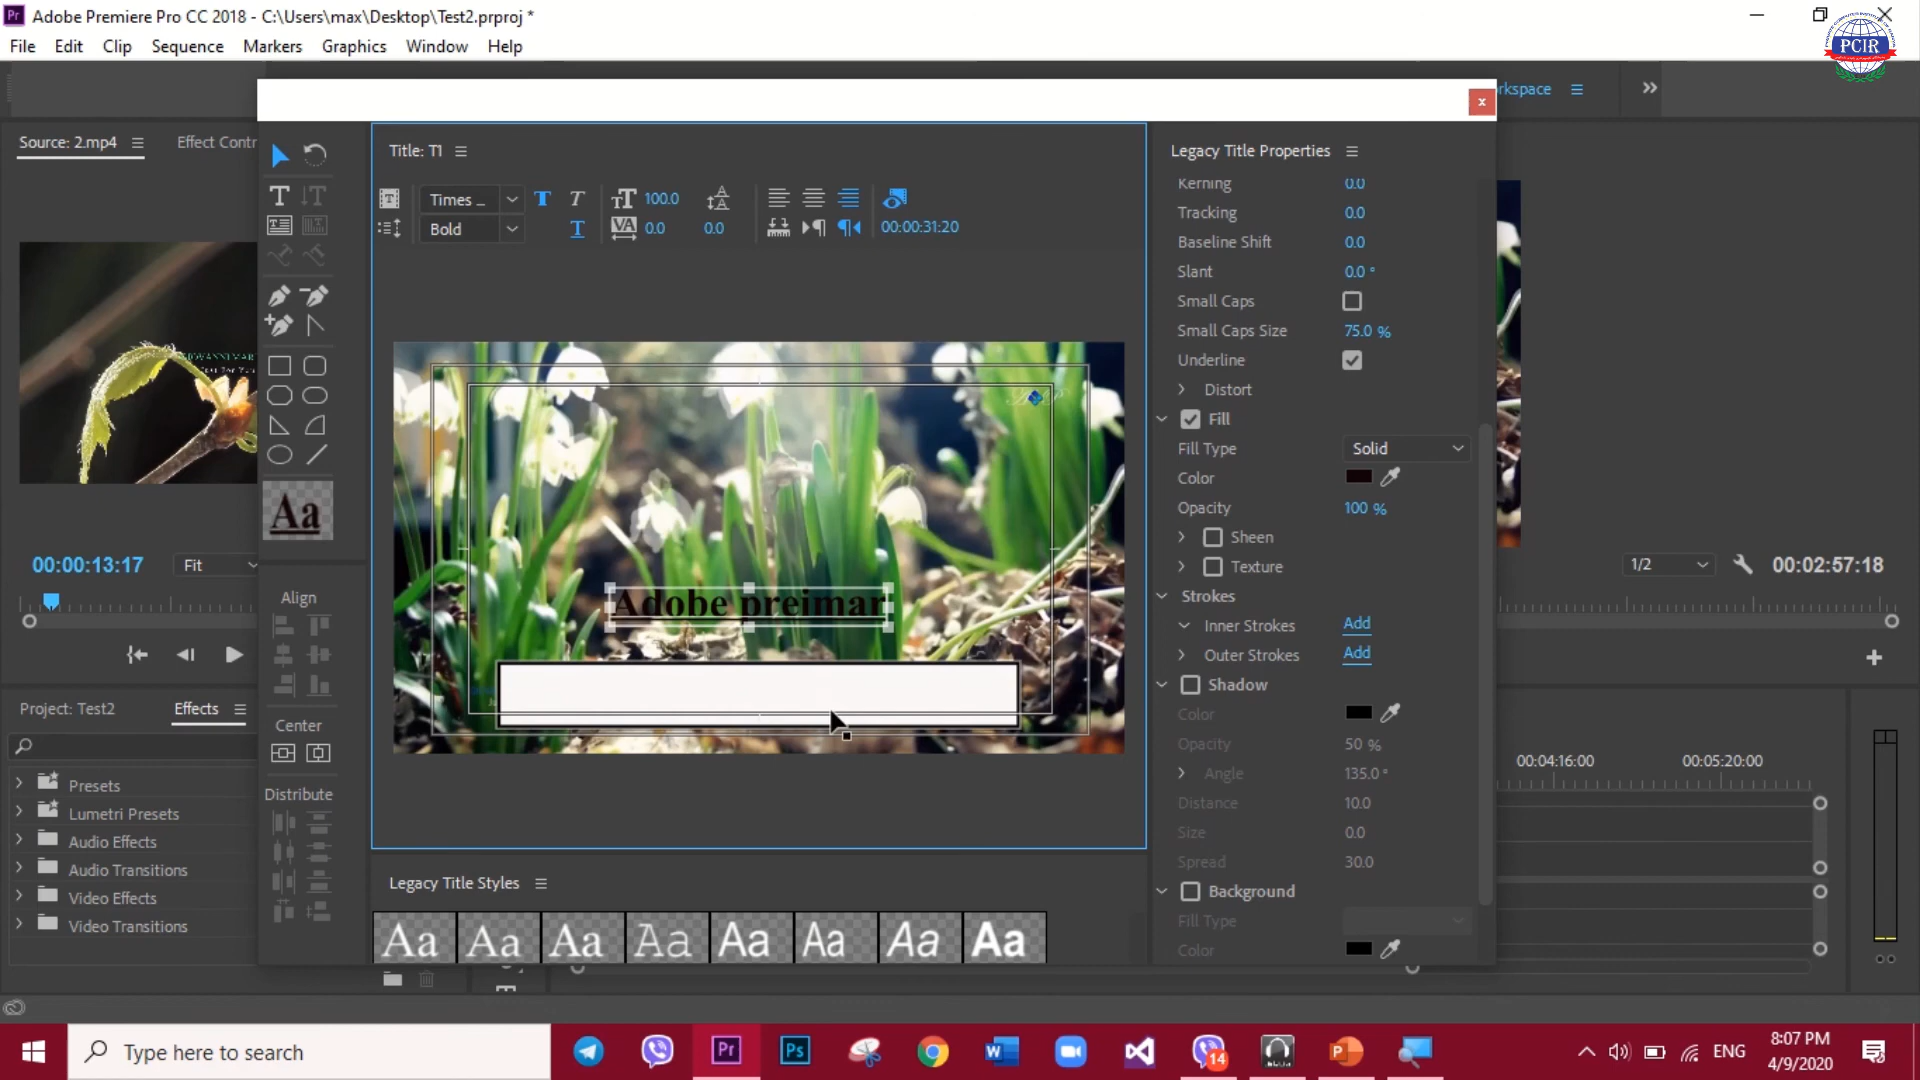 Adobe Premiere Pro CC 2018 - C:\Users\max\Desktop\Test2.prproj *
PCIR
File Edit Clip Sequence Markers Graphics Window Help
rkspace
Source: 2.mp4 Effect Contr
Title: T1
Legacy Title Properties
Times _ 100.0
Bold 0.0 0.0 00:00:31:20
Kerning 0.0
Tracking 0.0
Baseline Shift 0.0
Slant 0.0 °
Small Caps
Small Caps Size 75.0 %
Underline
Distort
Fill
Fill Type Solid
Color
Opacity 100 %
Sheen
Texture
Strokes
Inner Strokes Add
Outer Strokes Add
Shadow
Color
Opacity 50 %
Angle 135.0 °
Distance 10.0
Size 0.0
Spread 30.0
Background
Fill Type
Color
Aa
Adobe preimar
00:00:13:17 Fit
1/2 00:02:57:18
Align
Center
Distribute
Project: Test2 Effects
Presets
Lumetri Presets
Audio Effects
Audio Transitions
Video Effects
Video Transitions
00:04:16:00 00:05:20:00
Legacy Title Styles
Aa Aa Aa Aa Aa Aa Aa Aa
Type here to search
Pr Ps 14
ENG
8:07 PM
4/9/2020